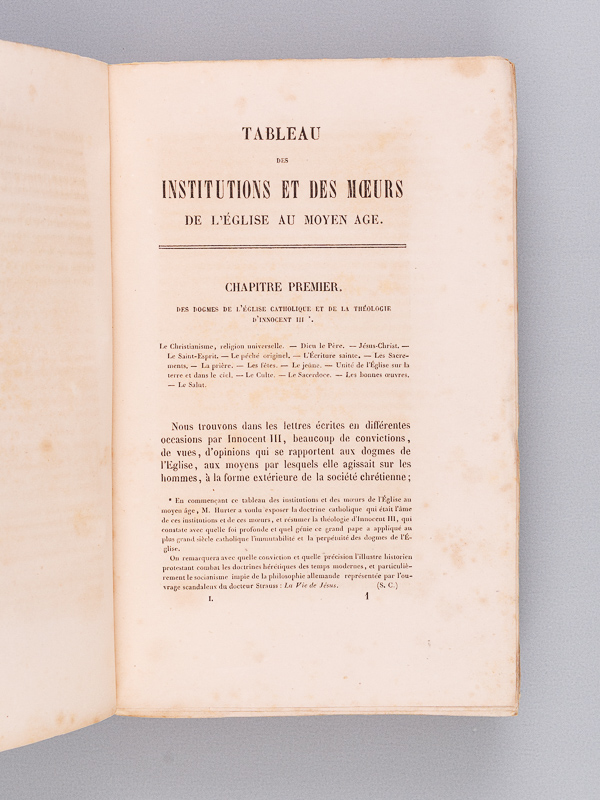 TABLEAU
DES
INSTITUTIONS ET DES MŒURS
DE L'ÉGLISE AU MOYEN AGE.
CHAPITRE PREMIER.
DES DOGMES DE L'ÉGLISE CATHOLIQUE ET DE LA THÉOLOGIE
D'INNOCENT III *.
Le Christianisme, religion universelle. — Dieu le Père. — Jésus-Christ. —
Le Saint-Esprit. — Le péché originel. — L'Écriture sainte. — Les Sacre-
ments. — La prière. — Les fêtes. — Le jeûne. — Unité de l'Église sur la
terre et dans le ciel. — Le Culte. — Le Sacerdoce. — Les bonnes œuvres.
— Le Salut.
Nous trouvons dans les lettres écrites en différentes
occasions par Innocent III, beaucoup de convictions,
de vues, d'opinions qui se rapportent aux dogmes de
l'Eglise, aux moyens par lesquels elle agissait sur les
hommes, à la forme extérieure de la société chrétienne;
* En commençant ce tableau des institutions et des mœurs de l'Église au
moyen âge, M. Hurter a voulu exposer la doctrine catholique qui était l'âme
de ces institutions et de ces mœurs, et résumer la théologie d'Innocent III, qui
constate avec quelle foi profonde et quel génie ce grand pape a appliqué au
plus grand siècle catholique l'immutabilité et la perpétuité des dogmes de l'É-
glise.
On remarquera avec quelle conviction et quelle précision l'illustre historien
protestant combat les doctrines hérétiques des temps modernes, et particuliè-
rement le socianisme impie de la philosophie allemande représentée par l'ou-
vrage scandaleux du docteur Strauss : La Vie de Jésus. (S. C.)
I. 1